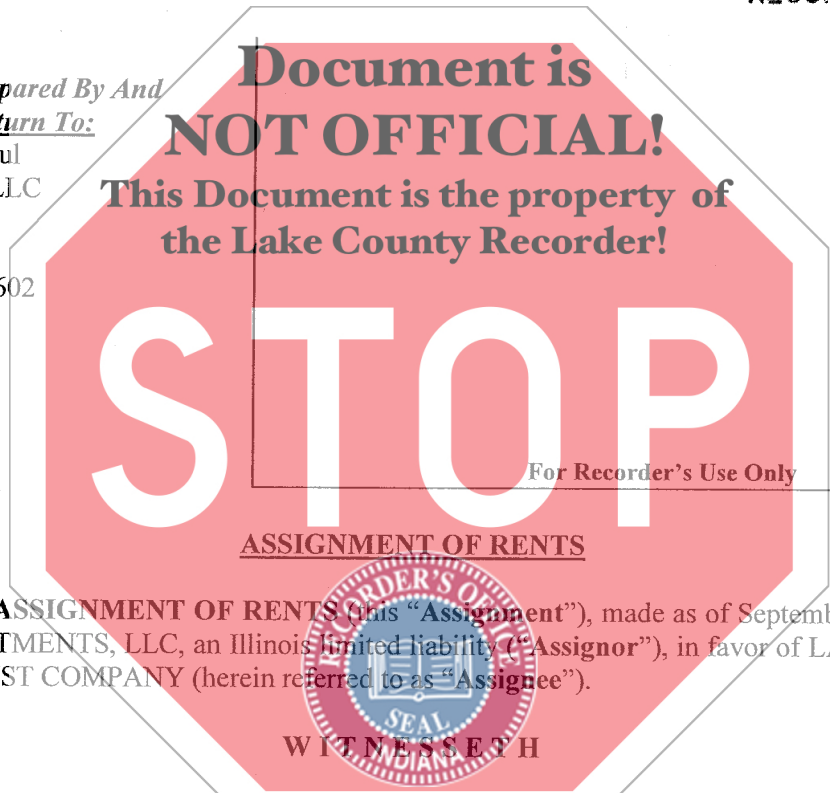 Document is
NOT OFFICIAL!
This Document is the property of
the Lake County Recorder!
pared By And
turn To:
ul
LLC
602
STOP
For Recorder's Use Only
ASSIGNMENT OF RENTS
ASSIGNMENT OF RENTS (this “Assignment”), made as of Septemb
TMENTS, LLC, an Illinois limited liability (“Assignor”), in favor of LA
ST COMPANY (herein referred to as “Assignee”).
RECORDER'S OFFICE
SEAL
INDIANA
WITNESSETH